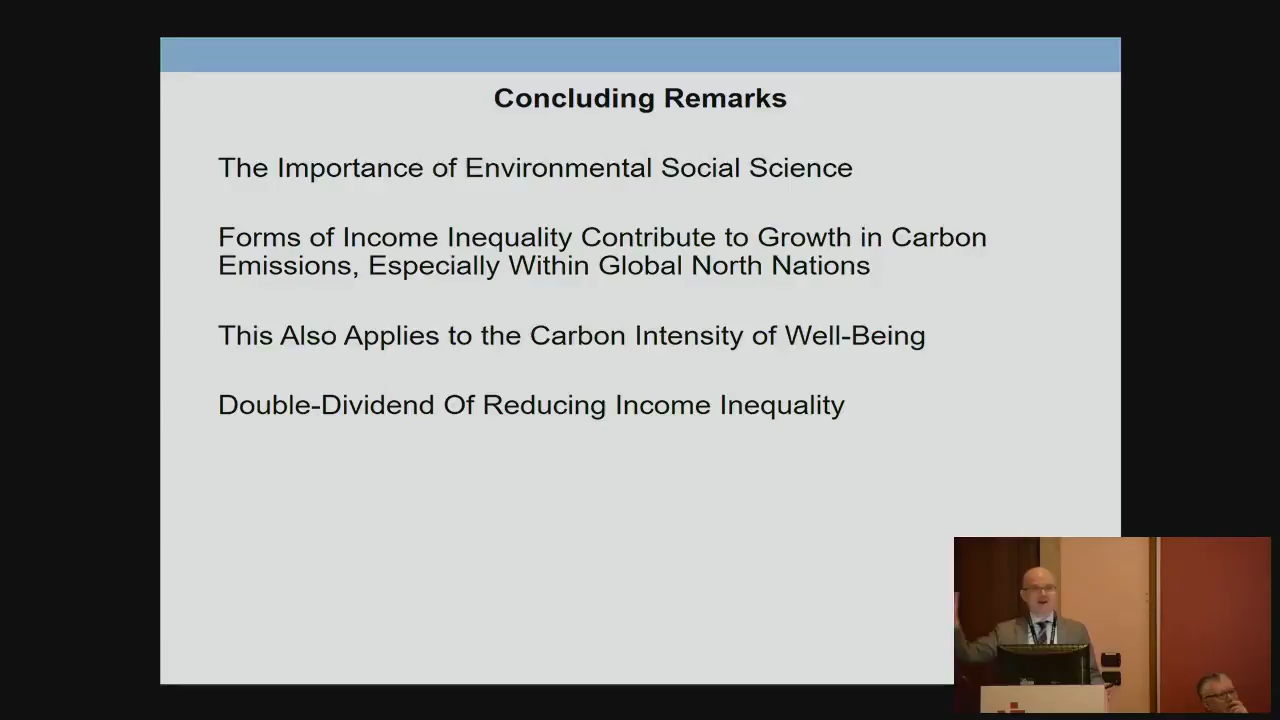 Concluding Remarks
The Importance of Environmental Social Science
Forms of Income Inequality Contribute to Growth in Carbon
Emissions, Especially Within Global North Nations
This Also Applies to the Carbon Intensity of Well-Being
Double-Dividend Of Reducing Income Inequality